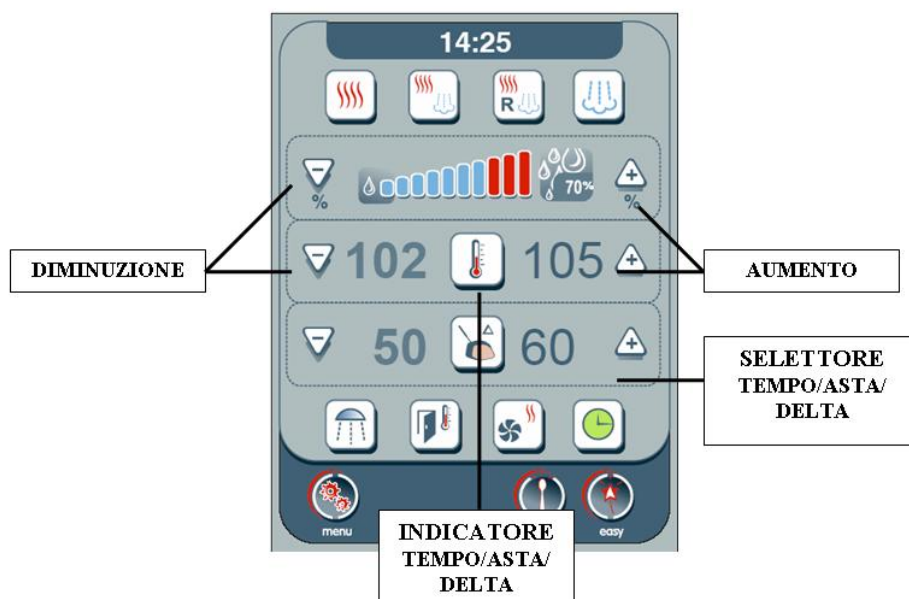 14:25
R
70%
% %
DIMINUZIONE
102 105
AUMENTO
50 60
SELETTORE
TEMPO/ASTA/
DELTA
menu easy
INDICATORE
TEMPO/ASTA/
DELTA